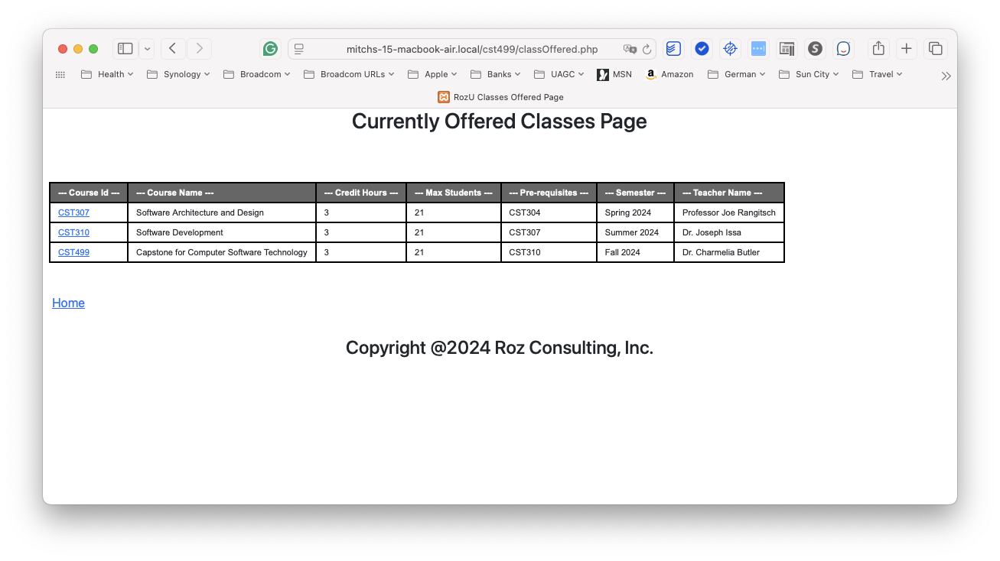 mitchs-15-macbook-air.local/cst499/classOffered.php
Health Synology Broadcom Broadcom URLs Apple Banks UAGC MSN Amazon German Sun City Travel
RozU Classes Offered Page
Currently Offered Classes Page
--- Course Id --- --- Course Name --- --- Credit Hours --- --- Max Students --- --- Pre-requisites --- --- Semester --- --- Teacher Name ---
CST307 Software Architecture and Design 3 21 CST304 Spring 2024 Professor Joe Rangitsch
CST310 Software Development 3 21 CST307 Summer 2024 Dr. Joseph Issa
CST499 Capstone for Computer Software Technology 3 21 CST310 Fall 2024 Dr. Charmelia Butler
Home
Copyright @2024 Roz Consulting, Inc.